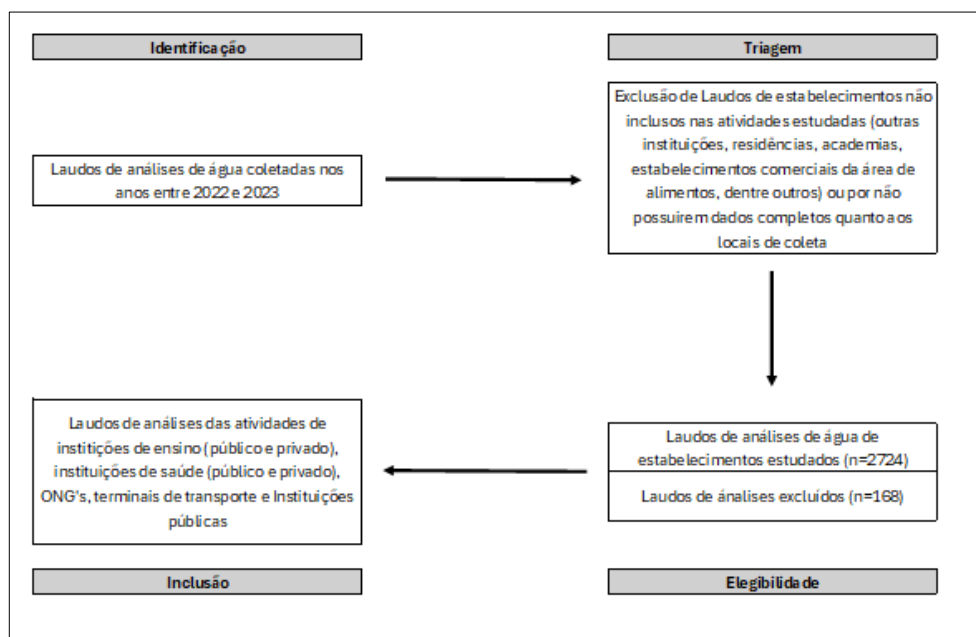 Identificação
Laudos de análises de água coletadas nos
anos entre 2022 e 2023
Triagem
Exclusão de Laudos de estabelecimentos não
inclusos nas atividades estudadas (outras
instituições, residências, academias,
estabelecimentos comerciais da área de
alimentos, dentre outros) ou por não
possuirem dados completos quanto aos
locais de coleta
Laudos de análises de água de
estabelecimentos estudados (n=2724)
Laudos de ánalises excluídos (n=168)
Elegibilidade
Laudos de análises das atividades de
instições de ensino (público e privado),
instituições de saúde (público e privado),
ONG's, terminais de transporte e Instituições
públicas
Inclusão